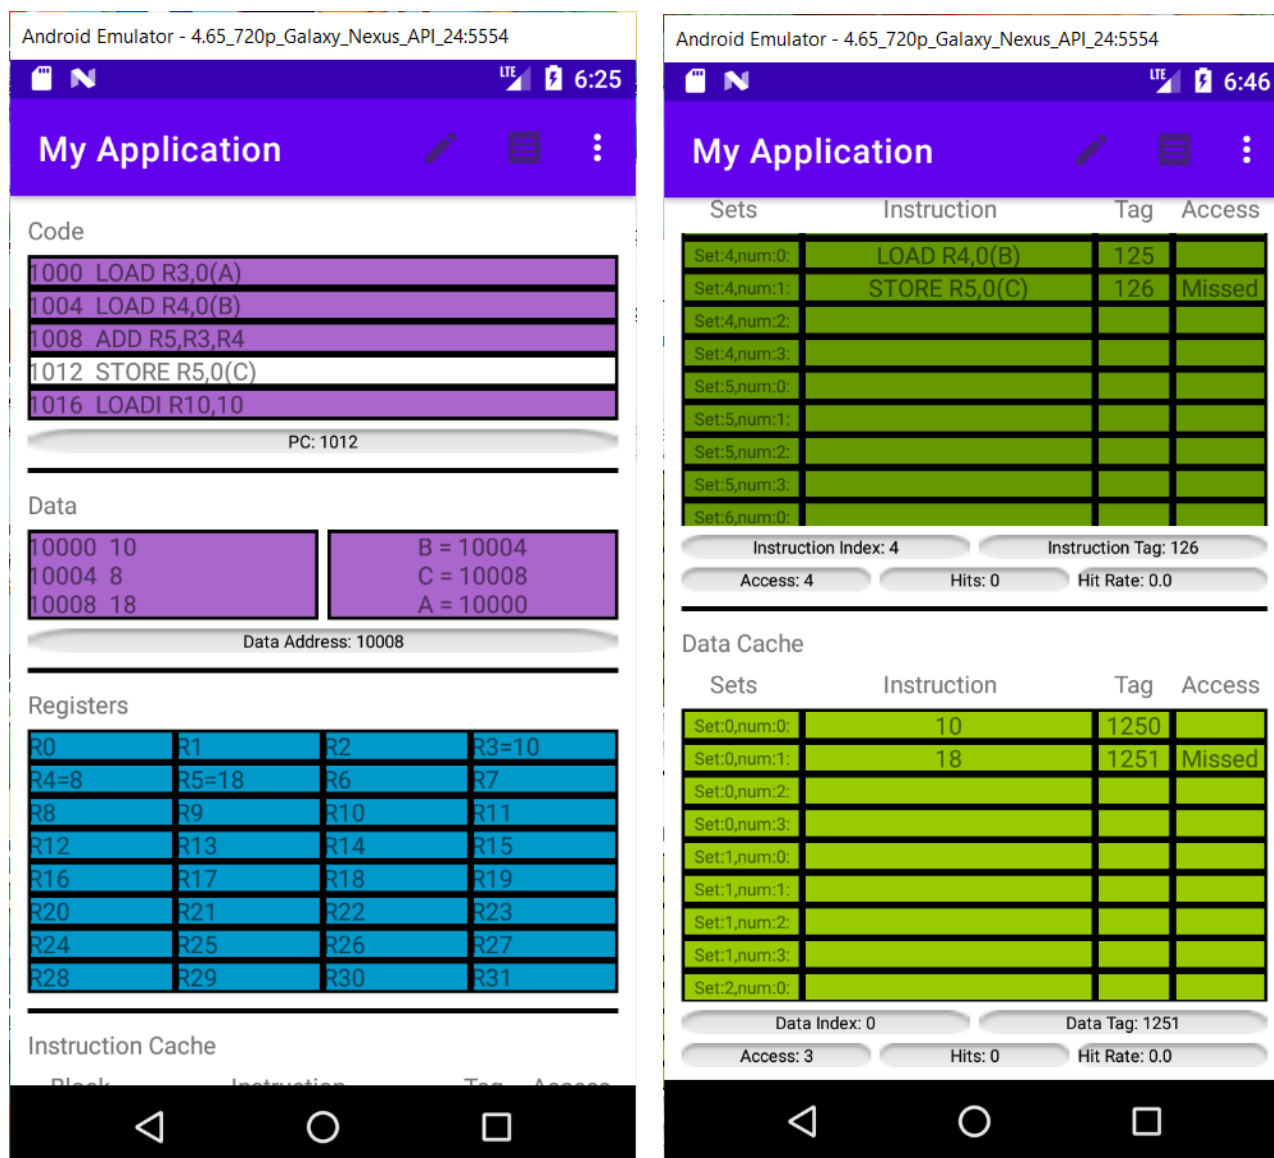 Android Emulator - 4.65_720p_Galaxy_Nexus_API_24:5554
LTE 6:25
My Application
Code
1000 LOAD R3,0(A)
1004 LOAD R4,0(B)
1008 ADD R5,R3,R4
1012 STORE R5,0(C)
1016 LOADI R10,10
PC: 1012
Data
10000 10
10004 8
10008 18
B = 10004
C = 10008
A = 10000
Data Address: 10008
Registers
R0 R1 R2 R3=10
R4=8 R5=18 R6 R7
R8 R9 R10 R11
R12 R13 R14 R15
R16 R17 R18 R19
R20 R21 R22 R23
R24 R25 R26 R27
R28 R29 R30 R31
Instruction Cache
Block Instruction Tag Access
Android Emulator - 4.65_720p_Galaxy_Nexus_API_24:5554
LTE 6:46
My Application
Sets Instruction Tag Access
Set:4,num:0: LOAD R4,0(B) 125
Set:4,num:1: STORE R5,0(C) 126 Missed
Set:4,num:2:
Set:4,num:3:
Set:5,num:0:
Set:5,num:1:
Set:5,num:2:
Set:5,num:3:
Set:6,num:0:
Instruction Index: 4 Instruction Tag: 126
Access: 4 Hits: 0 Hit Rate: 0.0
Data Cache
Sets Instruction Tag Access
Set:0,num:0: 10 1250
Set:0,num:1: 18 1251 Missed
Set:0,num:2:
Set:0,num:3:
Set:1,num:0:
Set:1,num:1:
Set:1,num:2:
Set:1,num:3:
Set:2,num:0:
Data Index: 0 Data Tag: 1251
Access: 3 Hits: 0 Hit Rate: 0.0